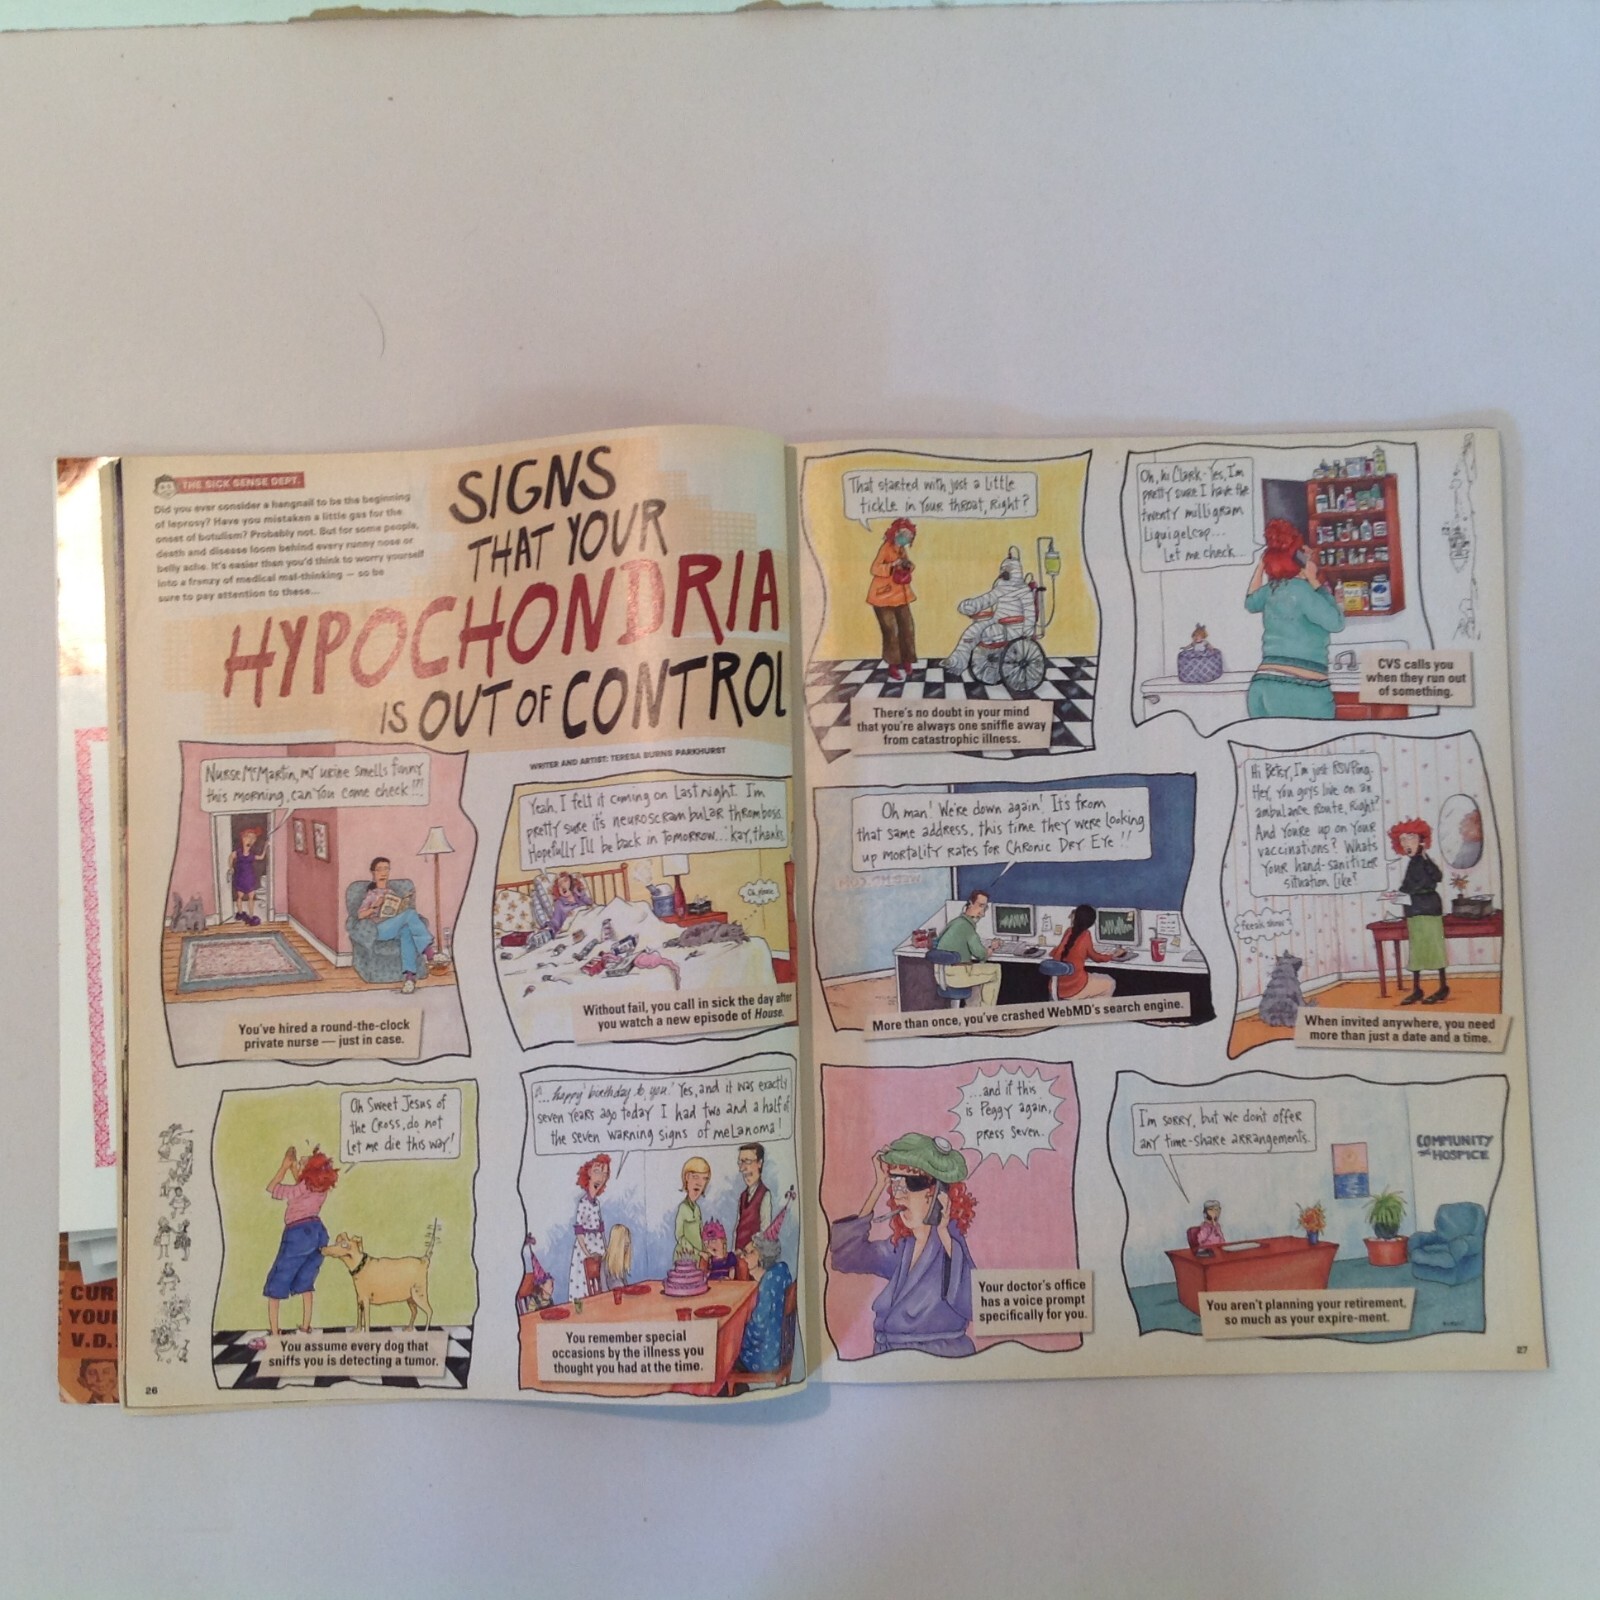 THE SICK SENSE DEPT.
Did you ever consider a hangnail to be the beginning
of leprosy? Have you mistaken a little gas for the
onset of botulism? Probably not. But for some people,
death and disease loom behind every runny nose or
belly ache. It's easier than you'd think to worry yourself
into a frenzy of medical mal-thinking — so be
sure to pay attention to these...
SIGNS
THAT YOUR
HYPOCHONDRIA
IS OUT OF CONTROL
WRITER AND ARTIST: TERESA BURNS PARKHURST
Nurse McMartin, my urine smells funny
this morning, can you come check!!?!
You've hired a round-the-clock
private nurse — just in case.
Yeah, I felt it coming on last night. I'm
pretty sure it's neuroscrambular thrombosis.
Hopefully I'll be back in tomorrow...'kay, thanks.
Without fail, you call in sick the day after
you watch a new episode of House.
Oh Sweet Jesus of
the Cross, do not
let me die this way!
You assume every dog that
sniffs you is detecting a tumor.
"...happy birthday to you." Yes, and it was exactly
seven years ago today I had two and a half of
the seven warning signs of melanoma!
You remember special
occasions by the illness you
thought you had at the time.
26
CUR
YOU
V.D.
That started with just a little
tickle in your throat, right?
There's no doubt in your mind
that you're always one sniffle away
from catastrophic illness.
Oh, hi Clark- Yes, I'm
pretty sure I have the
twenty milligram
Liquigelcap...
Let me check...
CVS calls you
when they run out
of something.
Oh man! We're down again! It's from
that same address, this time they were looking
up mortality rates for Chronic Dry Eye!!
WEBMD.COM
More than once, you've crashed WebMD's search engine.
Hi Betsy, I'm just RSVPing.
Hey, you guys live on an
ambulance route, right?
And you're up on your
vaccinations? What's
your hand-sanitizer
situation like?
When invited anywhere, you need
more than just a date and a time.
...and if this
is Peggy again,
press seven...
Your doctor's office
has a voice prompt
specifically for you.
I'm sorry, but we don't offer
any time-share arrangements.
COMMUNITY
HOSPICE
You aren't planning your retirement,
so much as your expire-ment.
27